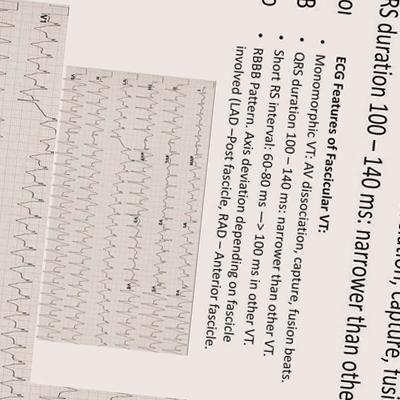 RS duration 100 – 140 ms: narrower than othe
ECG Features of Fascicular VT:
• Monomorphic VT: AV dissociation, capture, fusion beats.
• QRS duration 100 – 140 ms: narrower than other VT.
• Short RS interval: 60-80 ms —> 100 ms in other VT.
• RBBB Pattern. Axis deviation depending on fascicle
involved (LAD –Post fascicle, RAD – Anterior fascicle.
V1